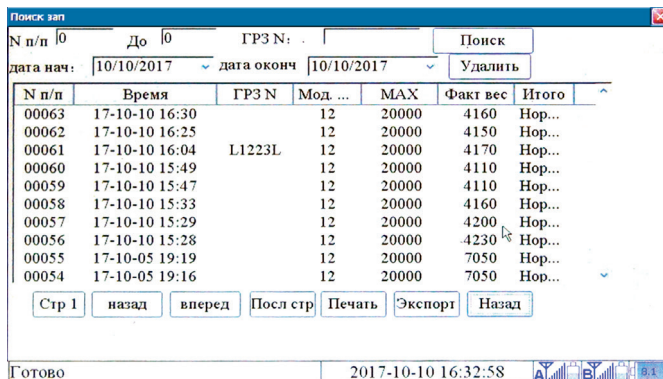 Поиск зап
N п/п 0 До 0 ГРЗ N: Поиск
дата нач: 10/10/2017 дата оконч 10/10/2017 Удалить
N п/п Время ГРЗ N Мод. ... MAX Факт вес Итого
00063 17-10-10 16:30 12 20000 4160 Нор...
00062 17-10-10 16:25 12 20000 4150 Нор...
00061 17-10-10 16:04 L1223L 12 20000 4170 Нор...
00060 17-10-10 15:49 12 20000 4110 Нор...
00059 17-10-10 15:47 12 20000 4110 Нор...
00058 17-10-10 15:33 12 20000 4160 Нор...
00057 17-10-10 15:29 12 20000 4200 Нор...
00056 17-10-10 15:28 12 20000 4230 Нор...
00055 17-10-05 19:19 12 20000 7050 Нор...
00054 17-10-05 19:16 12 20000 7050 Нор...
Стр 1 назад вперед Посл стр Печать Экспорт Назад
Готово 2017-10-10 16:32:58 A B 8.1